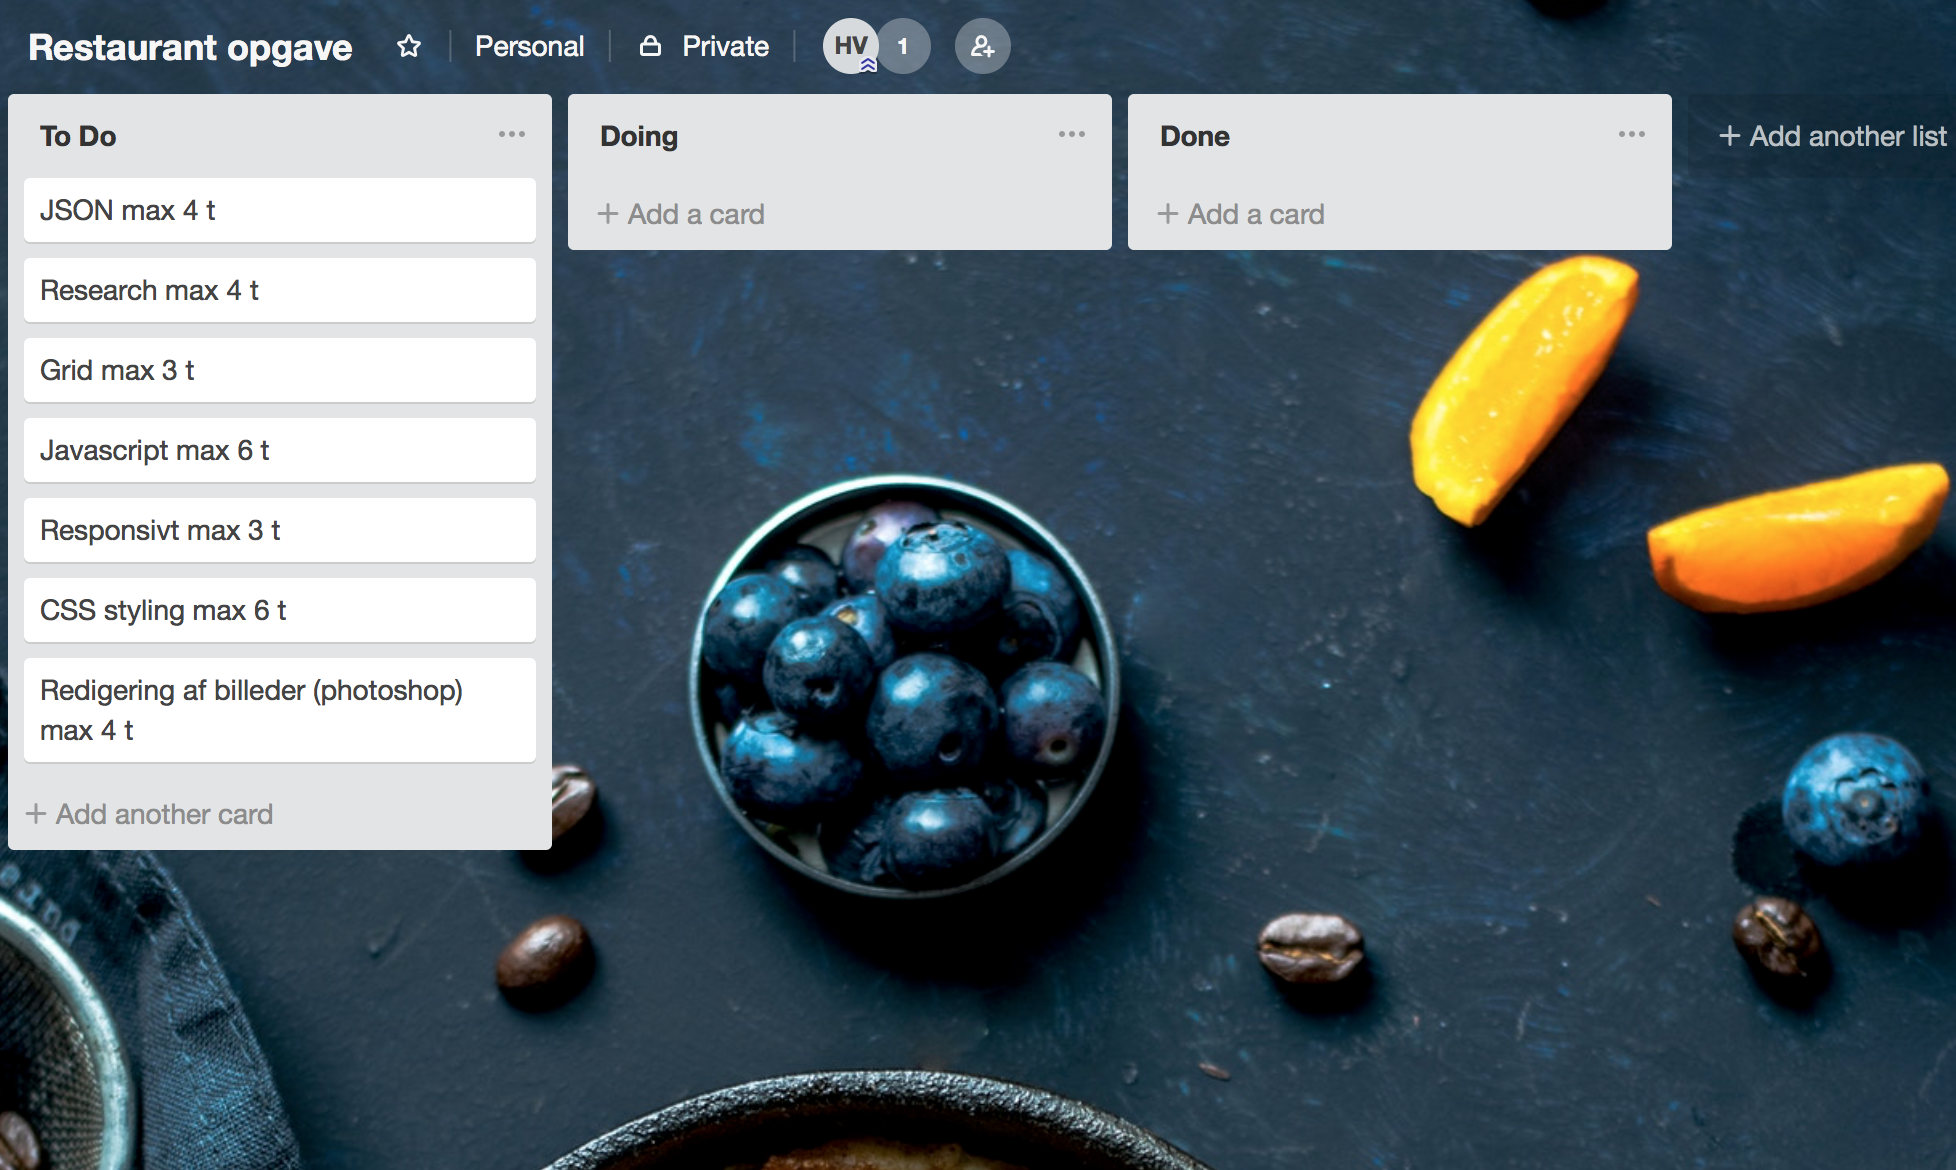 Restaurant opgave
Personal
Private
HV
1
To Do
JSON max 4 t
Research max 4 t
Grid max 3 t
Javascript max 6 t
Responsivt max 3 t
CSS styling max 6 t
Redigering af billeder (photoshop)
max 4 t
+ Add another card
Doing
+ Add a card
Done
+ Add a card
+ Add another list